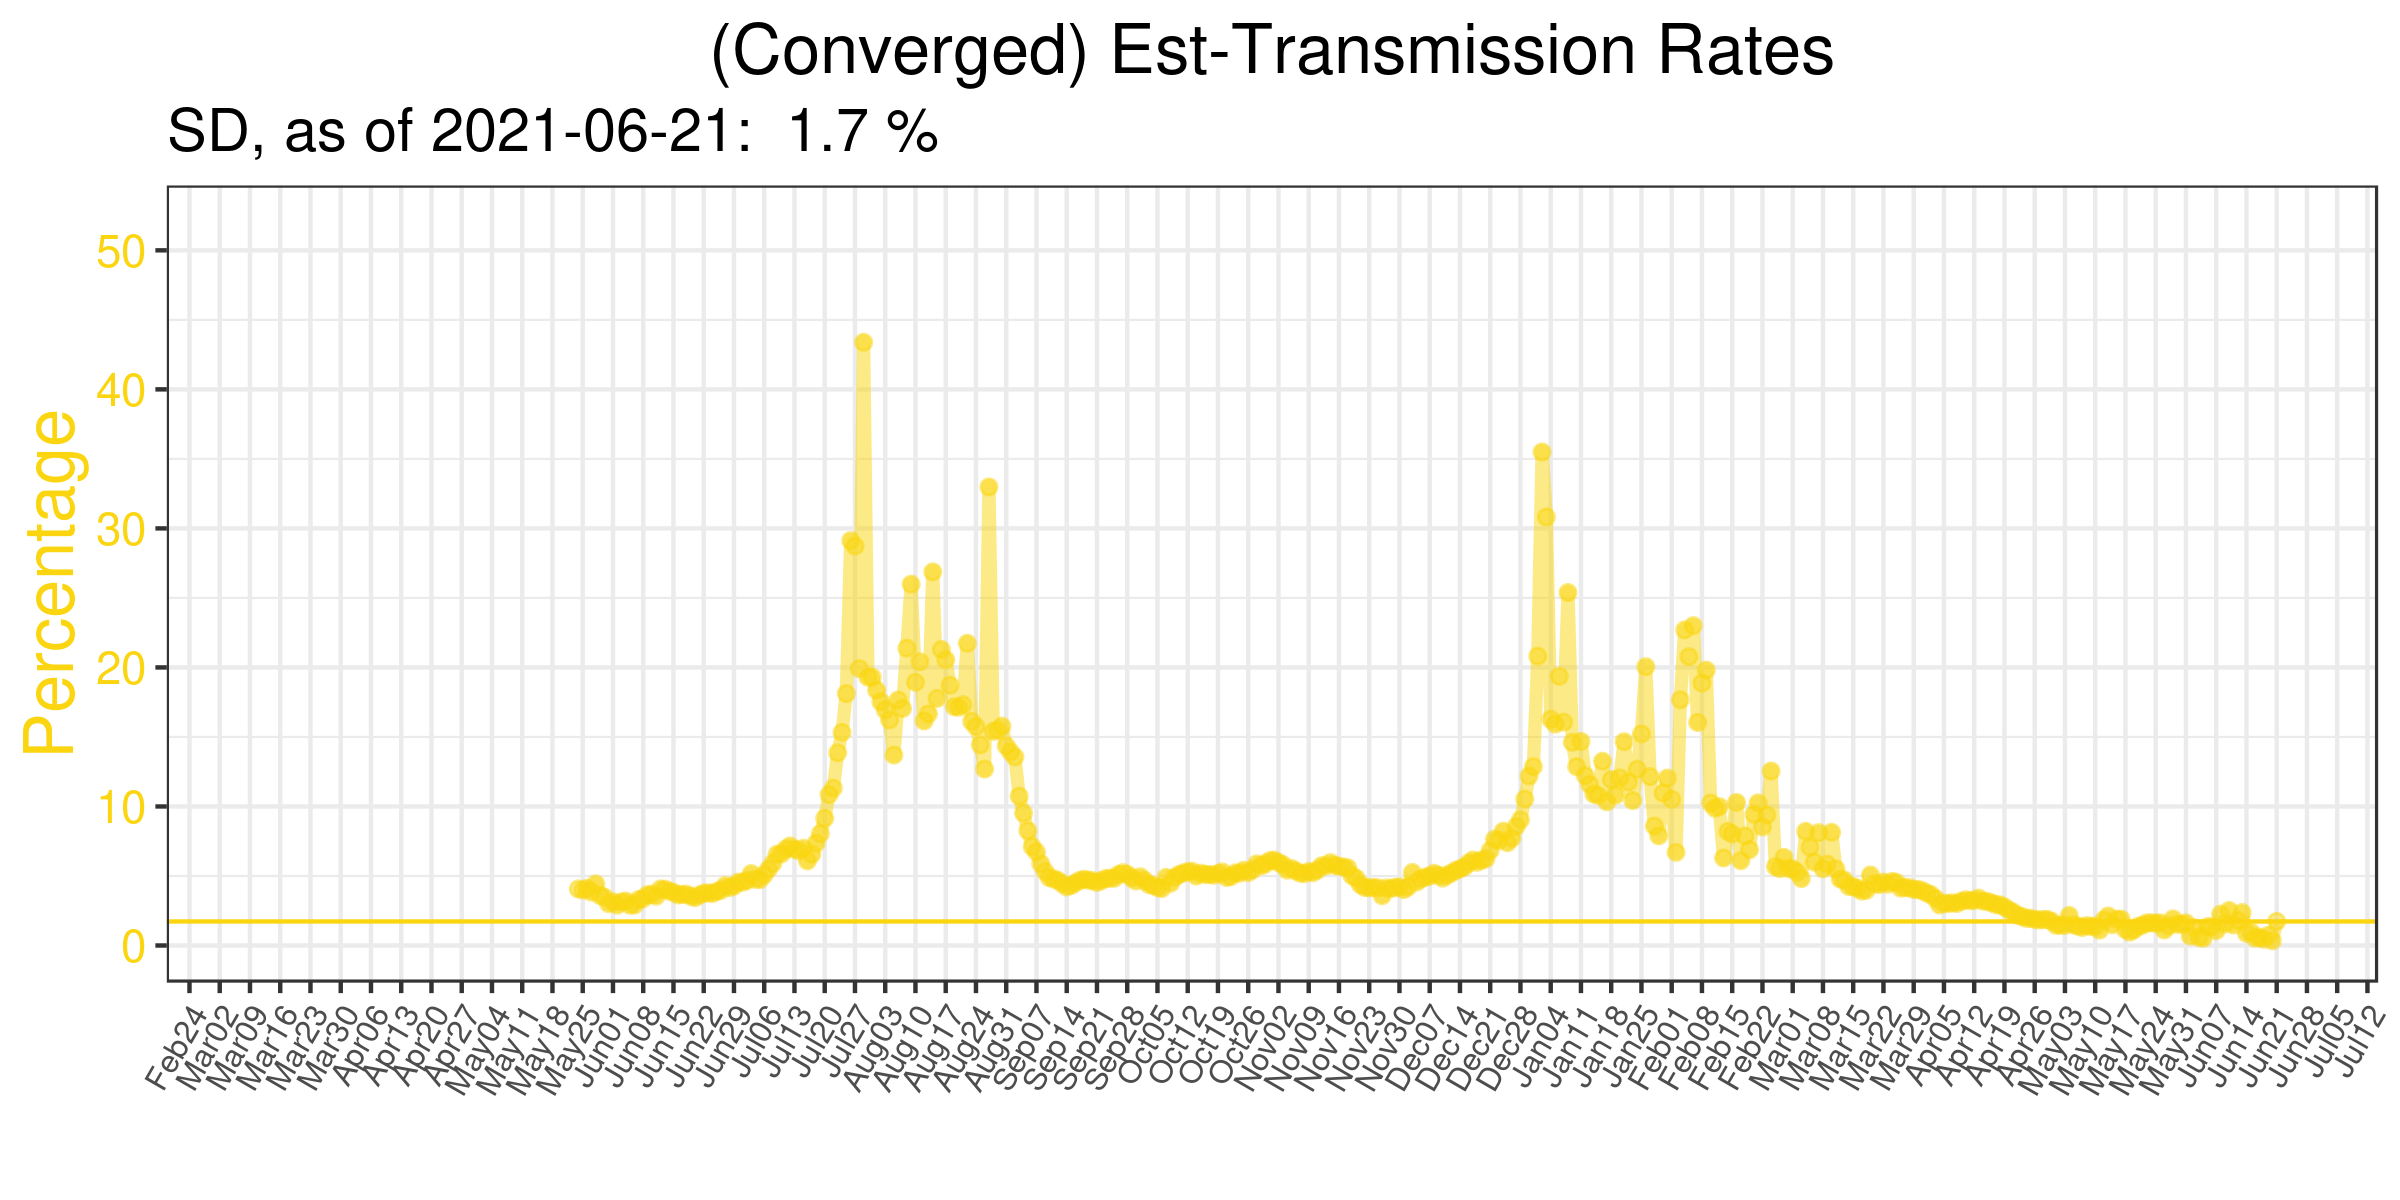 (Converged) Est-Transmission Rates
SD, as of 2021-06-21: 1.7 %
Percentage
50
40
30
20
10
0
Feb24
Mar02
Mar09
Mar16
Mar23
Mar30
Apr06
Apr13
Apr20
Apr27
May04
May11
May18
May25
Jun01
Jun08
Jun15
Jun22
Jun29
Jul06
Jul13
Jul20
Jul27
Aug03
Aug10
Aug17
Aug24
Aug31
Sep07
Sep14
Sep21
Sep28
Oct05
Oct12
Oct19
Oct26
Nov02
Nov09
Nov16
Nov23
Nov30
Dec07
Dec14
Dec21
Dec28
Jan04
Jan11
Jan18
Jan25
Feb01
Feb08
Feb15
Feb22
Mar01
Mar08
Mar15
Mar22
Mar29
Apr05
Apr12
Apr19
Apr26
May03
May10
May17
May24
May31
Jun07
Jun14
Jun21
Jun28
Jul05
Jul12